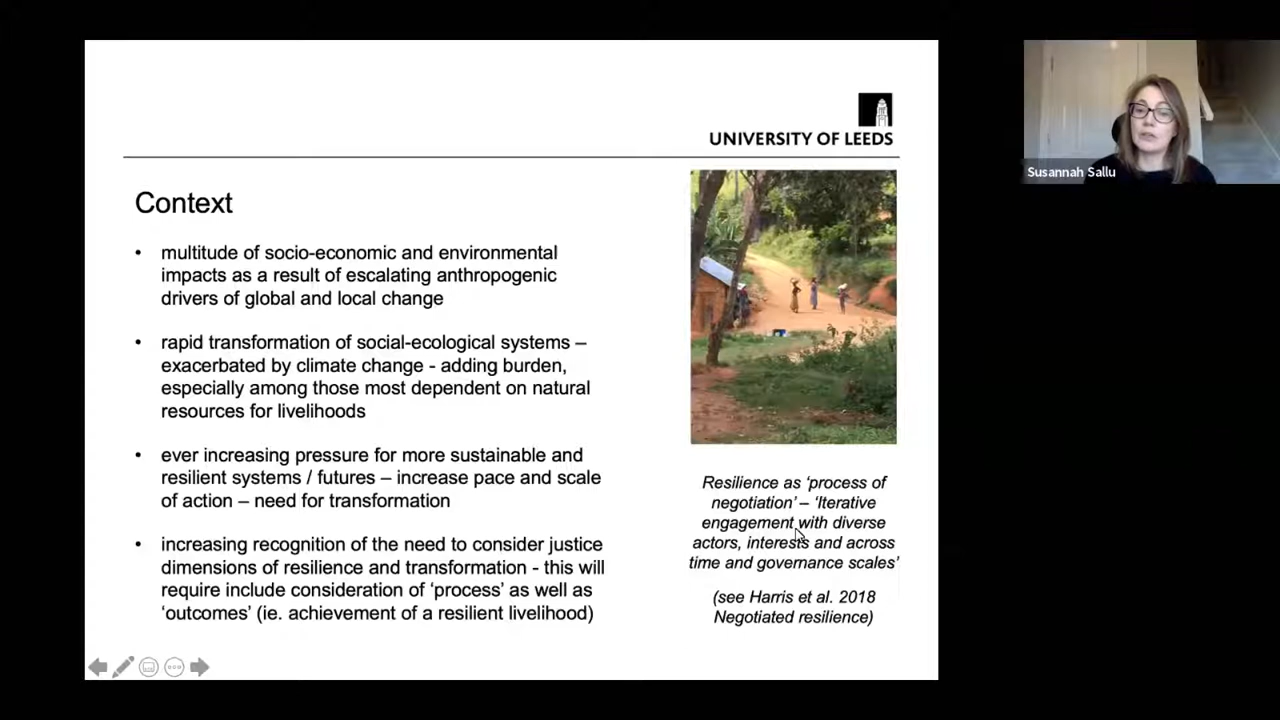 UNIVERSITY OF LEEDS
Context
• multitude of socio-economic and environmental
impacts as a result of escalating anthropogenic
drivers of global and local change
• rapid transformation of social-ecological systems –
exacerbated by climate change - adding burden,
especially among those most dependent on natural
resources for livelihoods
• ever increasing pressure for more sustainable and
resilient systems / futures – increase pace and scale
of action – need for transformation
• increasing recognition of the need to consider justice
dimensions of resilience and transformation - this will
require include consideration of ‘process’ as well as
‘outcomes’ (ie. achievement of a resilient livelihood)
Resilience as ‘process of
negotiation’ – ‘Iterative
engagement with diverse
actors, interests and across
time and governance scales’
(see Harris et al. 2018
Negotiated resilience)
Susannah Sallu